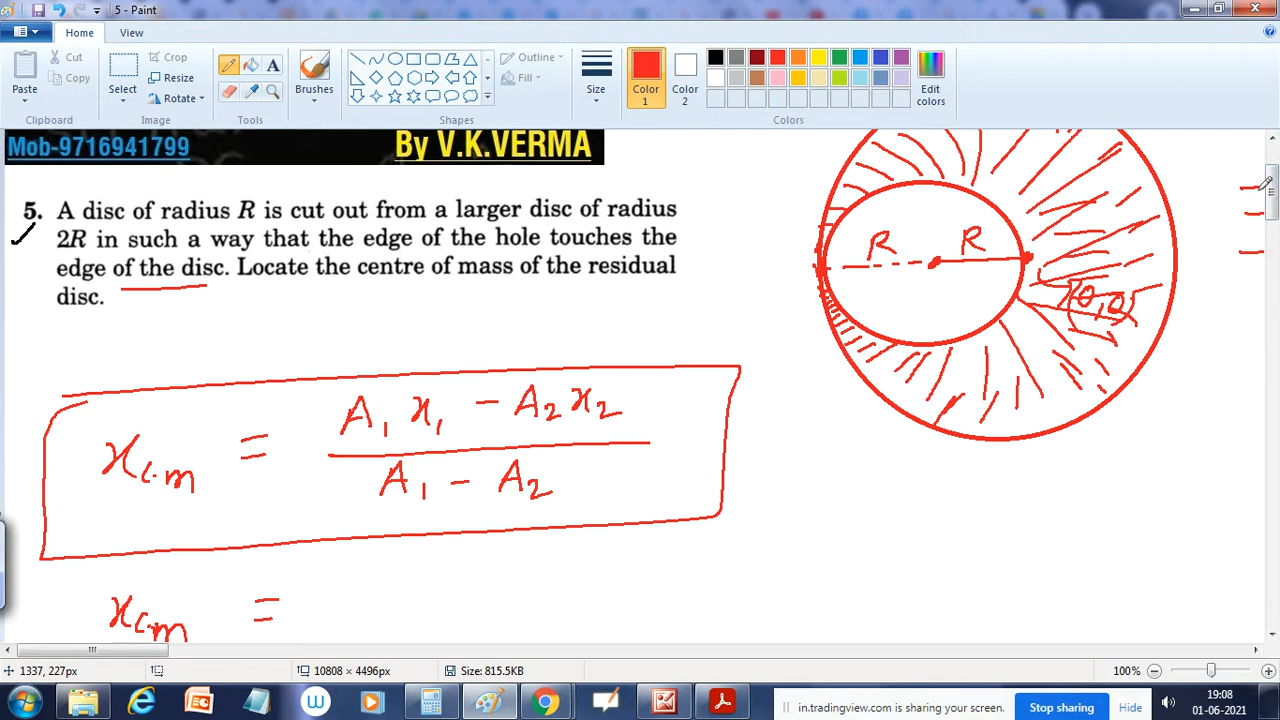 5 - Paint
Home
View
Paste
Cut
Copy
Clipboard
Select
Crop
Resize
Rotate
Image
Tools
Brushes
Shapes
Outline
Fill
Size
Color
1
Color
2
Edit
colors
Colors
Mob-9716941799
By V.K.VERMA
5. A disc of radius R is cut out from a larger disc of radius
2R in such a way that the edge of the hole touches the
edge of the disc. Locate the centre of mass of the residual
disc.
R R
x_{c.m} = \frac{A_1 x_1 - A_2 x_2}{A_1 - A_2}
x_{c.m} =
1337, 227px
10808 × 4496px
Size: 815.5KB
100%
in.tradingview.com is sharing your screen.
Stop sharing
Hide
19:08
01-06-2021